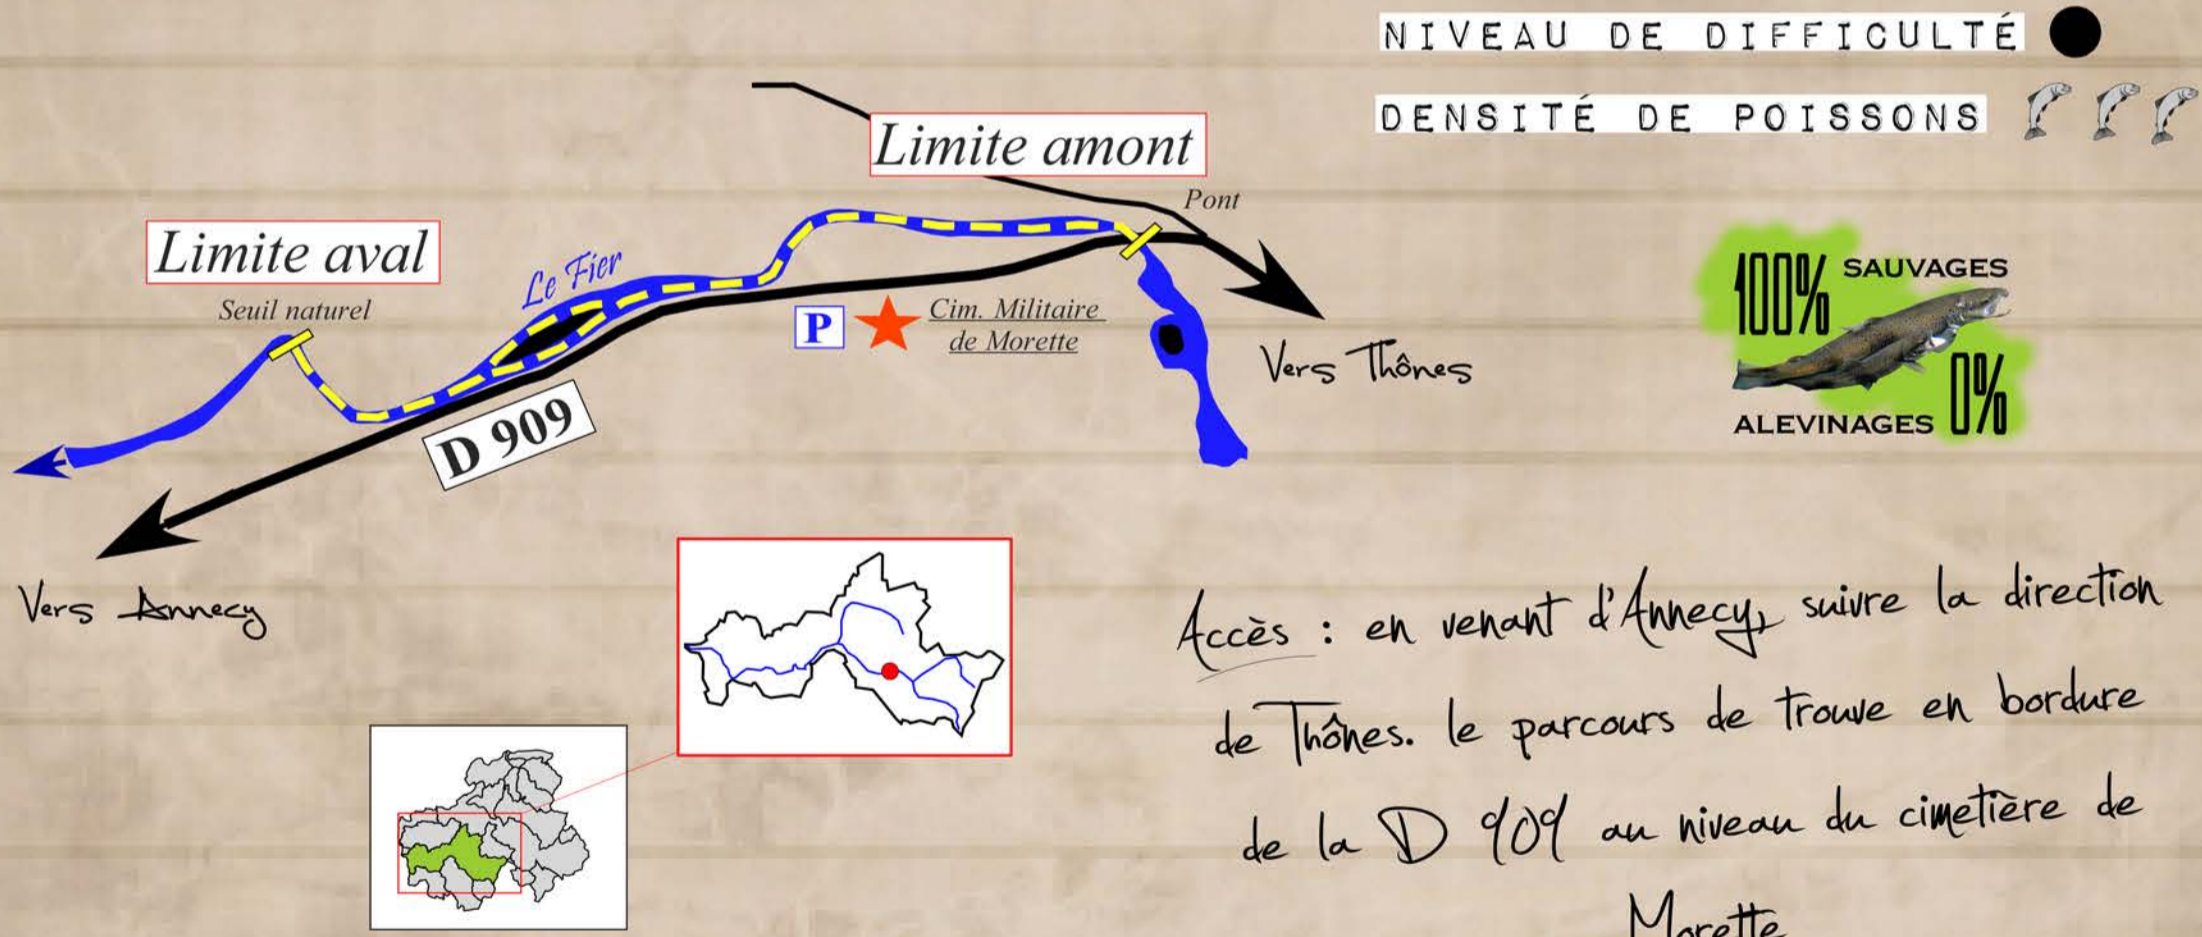 NIVEAU DE DIFFICULTÉ
DENSITÉ DE POISSONS
Limite amont
Pont
Limite aval
Seuil naturel
Le Fier
P
Cim. Militaire
de Morette
Vers Thônes
D 909
Vers Annecy
100% SAUVAGES
ALEVINAGES 0%
Accès : en venant d'Annecy, suivre la direction
de Thônes. le parcours de trouve en bordure
de la D 909 au niveau du cimetière de
Morette